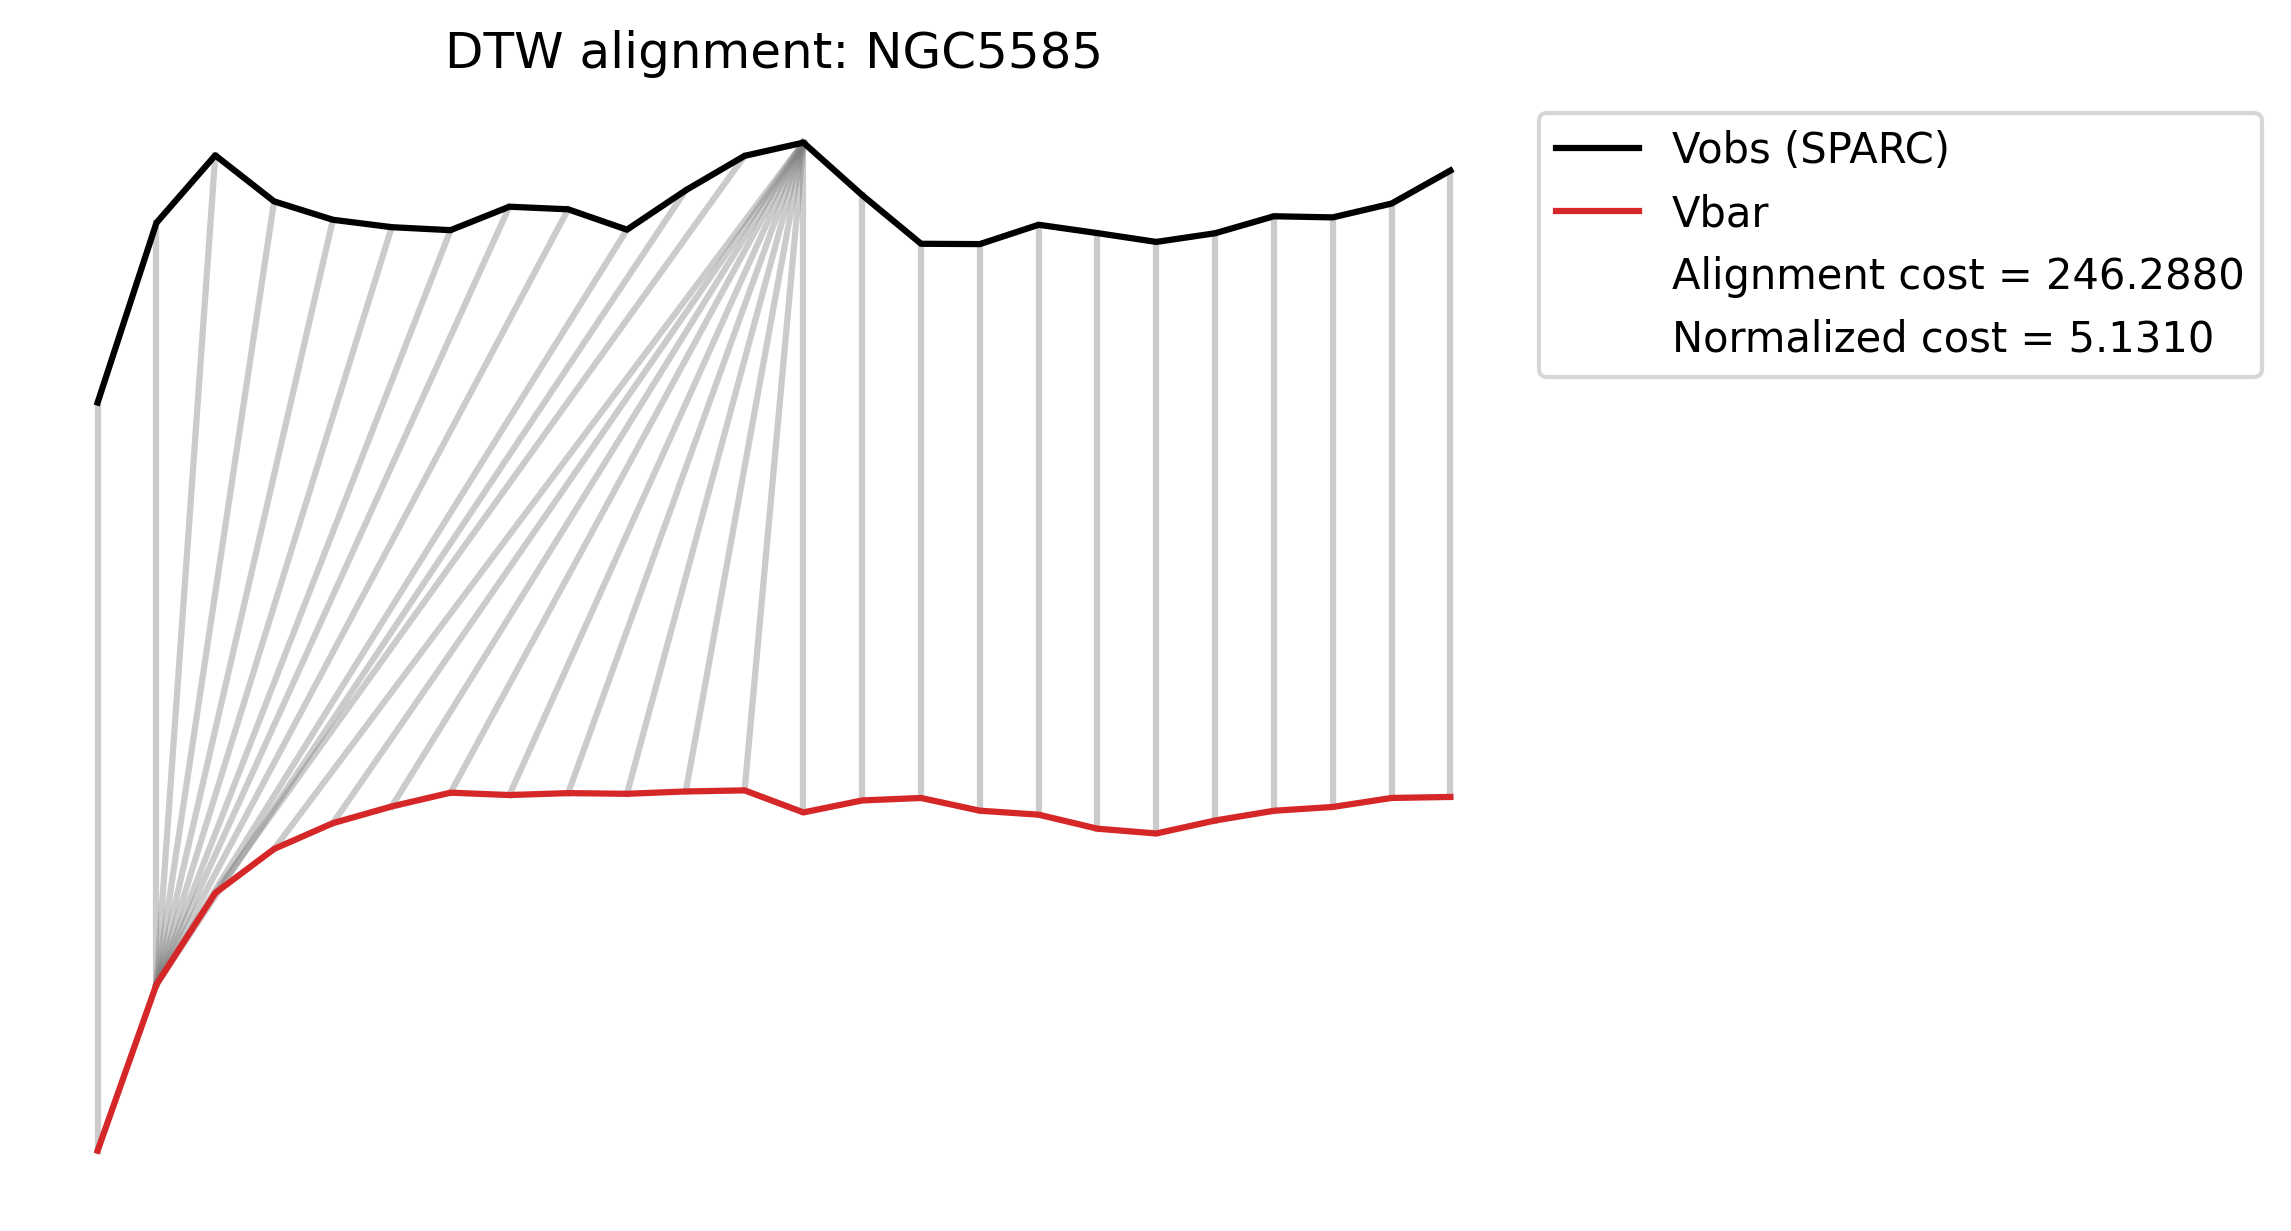 DTW alignment: NGC5585
Vobs (SPARC)
Vbar
Alignment cost = 246.2880
Normalized cost = 5.1310